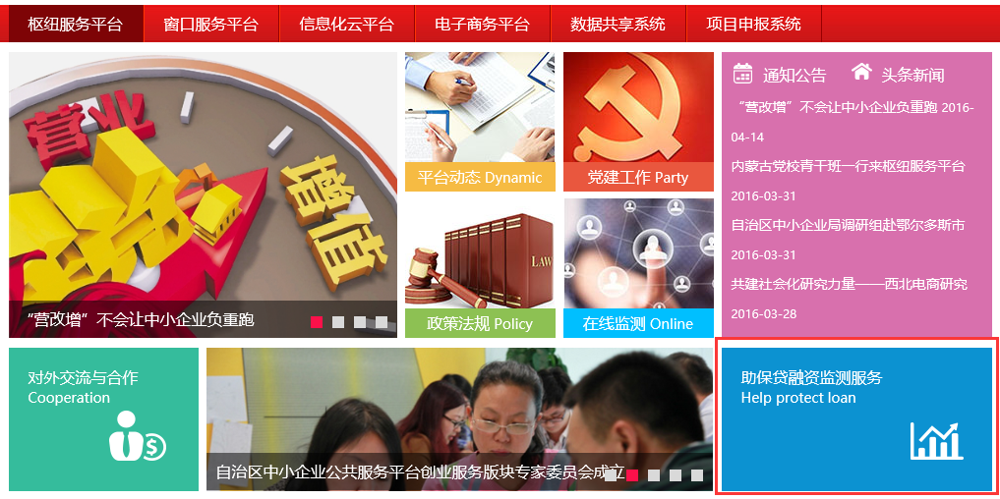 枢纽服务平台
窗口服务平台
信息化云平台
电子商务平台
数据共享系统
项目申报系统
营业
增值
“营改增”不会让中小企业负重跑
平台动态 Dynamic
党建工作 Party
LAW
政策法规 Policy
在线监测 Online
通知公告
头条新闻
“营改增”不会让中小企业负重跑 2016-
04-14
内蒙古党校青干班一行来枢纽服务平台
2016-03-31
自治区中小企业局调研组赴鄂尔多斯市
2016-03-31
共建社会化研究力量——西北电商研究
2016-03-28
对外交流与合作
Cooperation
自治区中小企业公共服务平台创业服务版块专家委员会成立
助保贷融资监测服务
Help protect loan